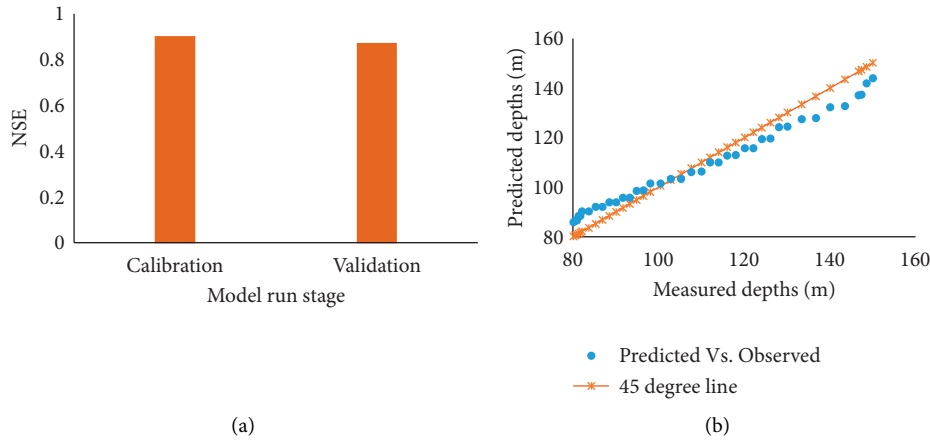 1
0.8
0.6
0.4
0.2
0
NSE
Calibration
Validation
Model run stage
(a)
160
140
120
100
80
Predicted depths (m)
80
100
120
140
160
Measured depths (m)
Predicted Vs. Observed
45 degree line
(b)